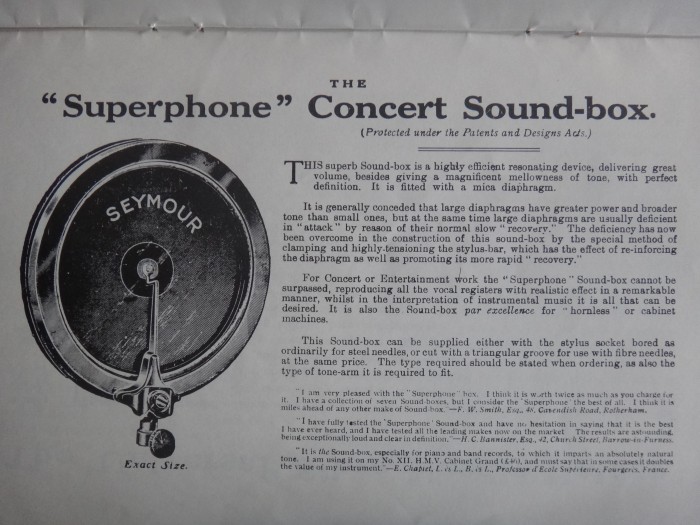 THE
"Superphone" Concert Sound-box.
(Protected under the Patents and Designs Acts.)
SEYMOUR
Exact Size.
THIS superb Sound-box is a highly efficient resonating device, delivering great
volume, besides giving a magnificent mellowness of tone, with perfect
definition. It is fitted with a mica diaphragm.
It is generally conceded that large diaphragms have greater power and broader
tone than small ones, but at the same time large diaphragms are usually deficient
in "attack" by reason of their normal slow "recovery." The deficiency has now
been overcome in the construction of this sound-box by the special method of
clamping and highly-tensioning the stylus-bar, which has the effect of re-inforcing
the diaphragm as well as promoting its more rapid "recovery."
For Concert or Entertainment work the "Superphone" Sound-box cannot be
surpassed, reproducing all the vocal registers with realistic effect in a remarkable
manner, whilst in the interpretation of instrumental music it is all that can be
desired. It is also the Sound-box par excellence for "hornless" or cabinet
machines.
This Sound-box can be supplied either with the stylus socket bored as
ordinarily for steel needles, or cut with a triangular groove for use with fibre needles,
at the same price. The type required should be stated when ordering, as also the
type of tone-arm it is required to fit.
"I am very pleased with the "Superphone" box. I think it is worth twice as much as you charge for
it. I have a collection of seven Sound-boxes, but I consider the 'Superphone' the best of all. I think it is
miles ahead of any other make of Sound-box."—F. W. Smith, Esq., 48, Cavendish Road, Rotherham.
"I have fully tested the 'Superphone' Sound-box and have no hesitation in saying that it is the best
I have ever heard, and I have tested all the leading makes now on the market. The results are astounding,
being exceptionally loud and clear in definition."—H. C. Bannister, Esq., 42, Church Street, Barrow-in-Furness.
"It is the Sound-box, especially for piano and band records, to which it imparts an absolutely natural
tone. I am using it on my No. XII. H.M.V. Cabinet Grand (£40), and must say that in some cases it doubles
the value of my instrument."—E. Chapist, L. ès L., B. ès L., Professor d'Ecole Supérieure, Fourgères, France.